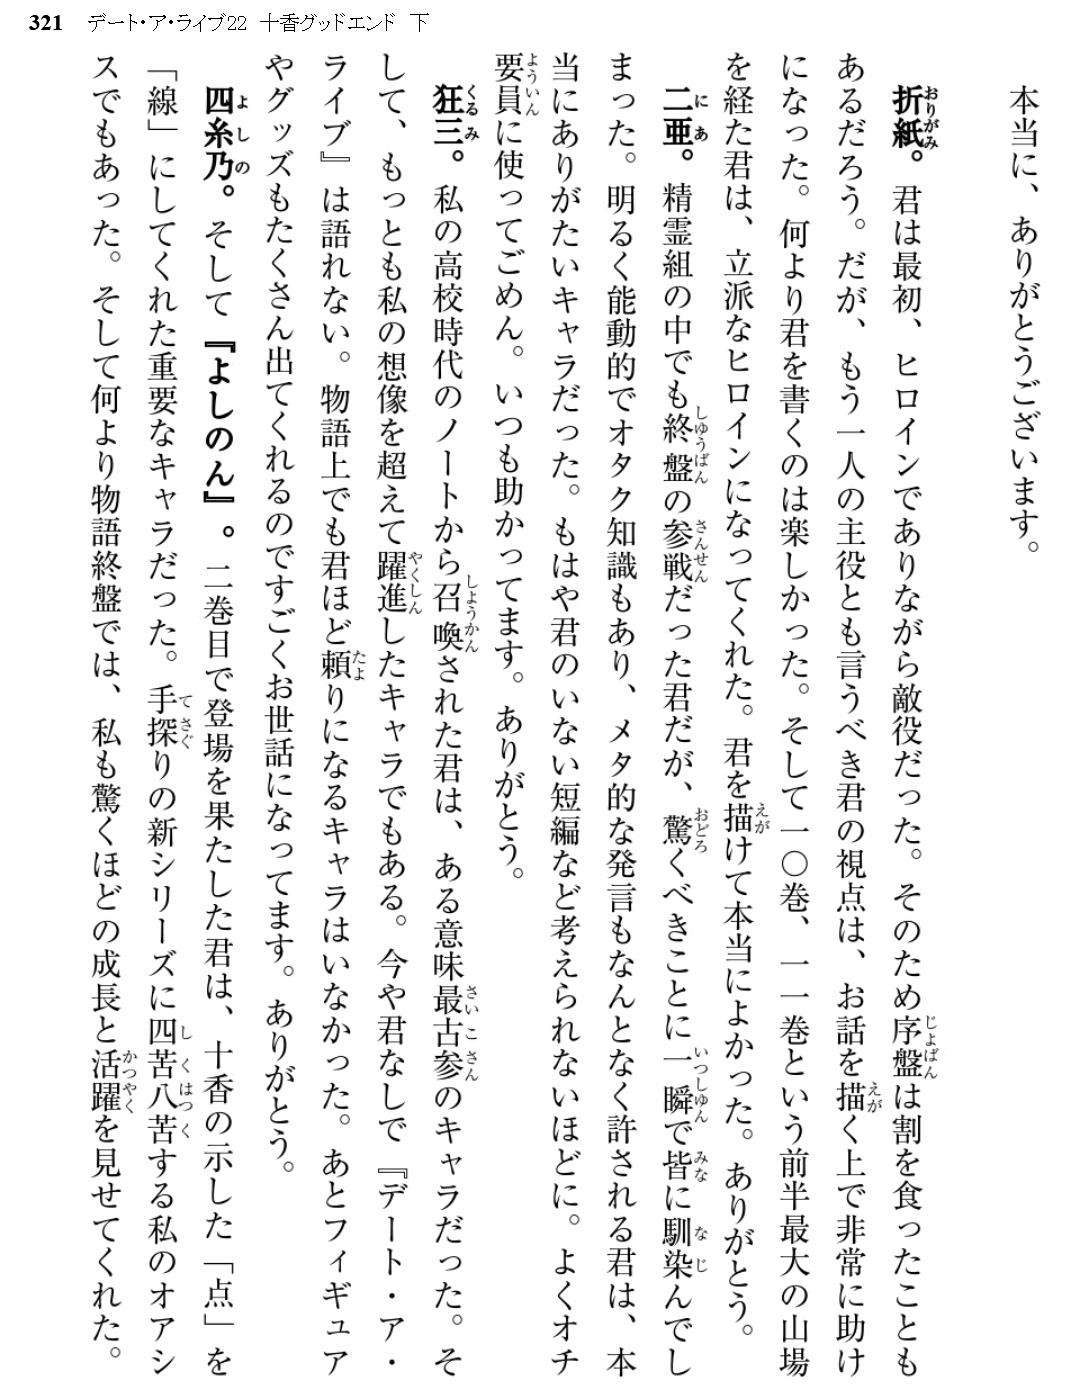 321 デート・ア・ライブ22 十香グッドエンド 下
本当に、ありがとうございます。
折紙。君は最初、ヒロインでありながら敵役だった。そのため序盤は割を食ったことも
あるだろう。だが、もう一人の主役とも言うべき君の視点は、お話を描く上で非常に助け
になった。何より君を書くのは楽しかった。そして一〇巻、一一巻という前半最大の山場
を経た君は、立派なヒロインになってくれた。君を描けて本当によかった。ありがとう。
二亜。精霊組の中でも終盤の参戦だった君だが、驚くべきことに一瞬で皆に馴染んでし
まった。明るく能動的でオタク知識もあり、メタ的な発言もなんとなく許される君は、本
当にありがたいキャラだった。もはや君のいない短編など考えられないほどに。よくオチ
要員に使ってごめん。いつも助かってます。ありがとう。
狂三。私の高校時代のノートから召喚された君は、ある意味最古参のキャラだった。そ
して、もっとも私の想像を超えて躍進したキャラでもある。今や君なしで『デート・ア・
ライブ』は語れない。物語上でも君ほど頼りになるキャラはいなかった。あとフィギュア
やグッズもたくさん出てくれるのですごくお世話になってます。ありがとう。
四糸乃。そして『よしのん』。二巻目で登場を果たした君は、十香の示した「点」を
「線」にしてくれた重要なキャラだった。手探りの新シリーズに四苦八苦する私のオアシ
スでもあった。そして何より物語終盤では、私も驚くほどの成長と活躍を見せてくれた。